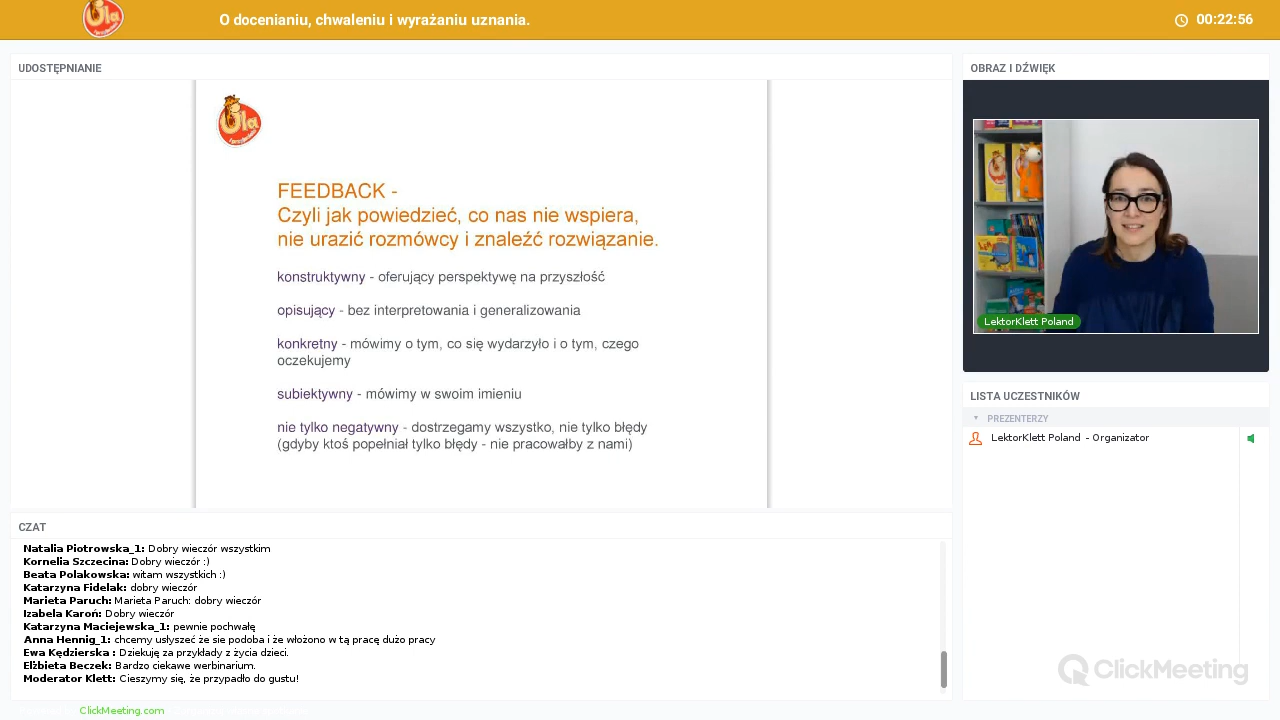 Ula
O docenianiu, chwaleniu i wyrażaniu uznania.
00:22:56
UDOSTĘPNIANIE
Ula
FEEDBACK -
Czyli jak powiedzieć, co nas nie wspiera,
nie urazić rozmówcy i znaleźć rozwiązanie.
konstruktywny - oferujący perspektywę na przyszłość
opisujący - bez interpretowania i generalizowania
konkretny - mówimy o tym, co się wydarzyło i o tym, czego
oczekujemy
subiektywny - mówimy w swoim imieniu
nie tylko negatywny - dostrzegamy wszystko, nie tylko błędy
(gdyby ktoś popełniał tylko błędy - nie pracowałby z nami)
OBRAZ I DŹWIĘK
LektorKlett Poland
LISTA UCZESTNIKÓW
PREZENTERZY
LektorKlett Poland - Organizator
ClickMeeting
CZAT
Natalia Piotrowska_1: Dobry wieczór wszystkim
Kornelia Szczecina: Dobry wieczór :)
Beata Polakowska: witam wszystkich :)
Katarzyna Fidelak: dobry wieczór
Marieta Paruch: Marieta Paruch: dobry wieczór
Izabela Karoń: Dobry wieczór
Katarzyna Maciejewska_1: pewnie pochwałę
Anna Hennig_1: chcemy usłyszeć że sie podoba i że włożono w tą pracę dużo pracy
Ewa Kędzierska : Dziekuję za przykłady z życia dzieci.
Elżbieta Beczek: Bardzo ciekawe werbinarium.
Moderator Klett: Cieszymy się, że przypadło do gustu!
ClickMeeting.com